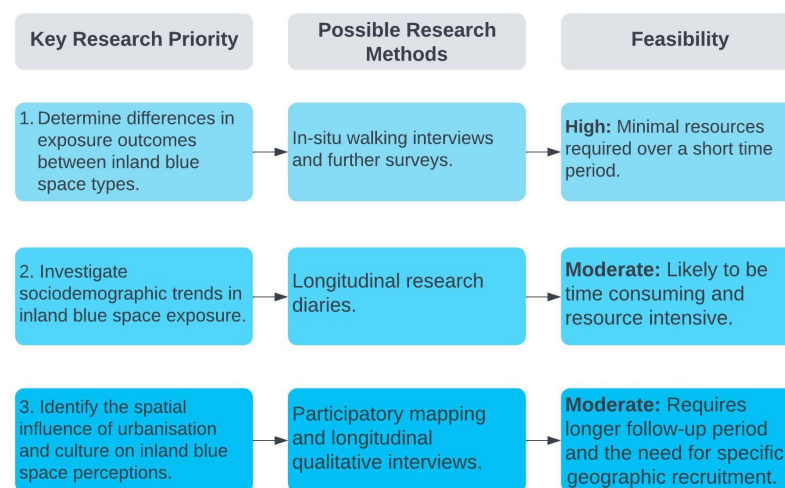 Key Research Priority
Possible Research
Methods
Feasibility
1. Determine differences in
exposure outcomes
between inland blue
space types.
In-situ walking interviews
and further surveys.
High: Minimal resources
required over a short time
period.
2. Investigate
sociodemographic trends in
inland blue space exposure.
Longitudinal research
diaries.
Moderate: Likely to be
time consuming and
resource intensive.
3. Identify the spatial
influence of urbanisation
and culture on inland blue
space perceptions.
Participatory mapping
and longitudinal
qualitative interviews.
Moderate: Requires
longer follow-up period
and the need for specific
geographic recruitment.